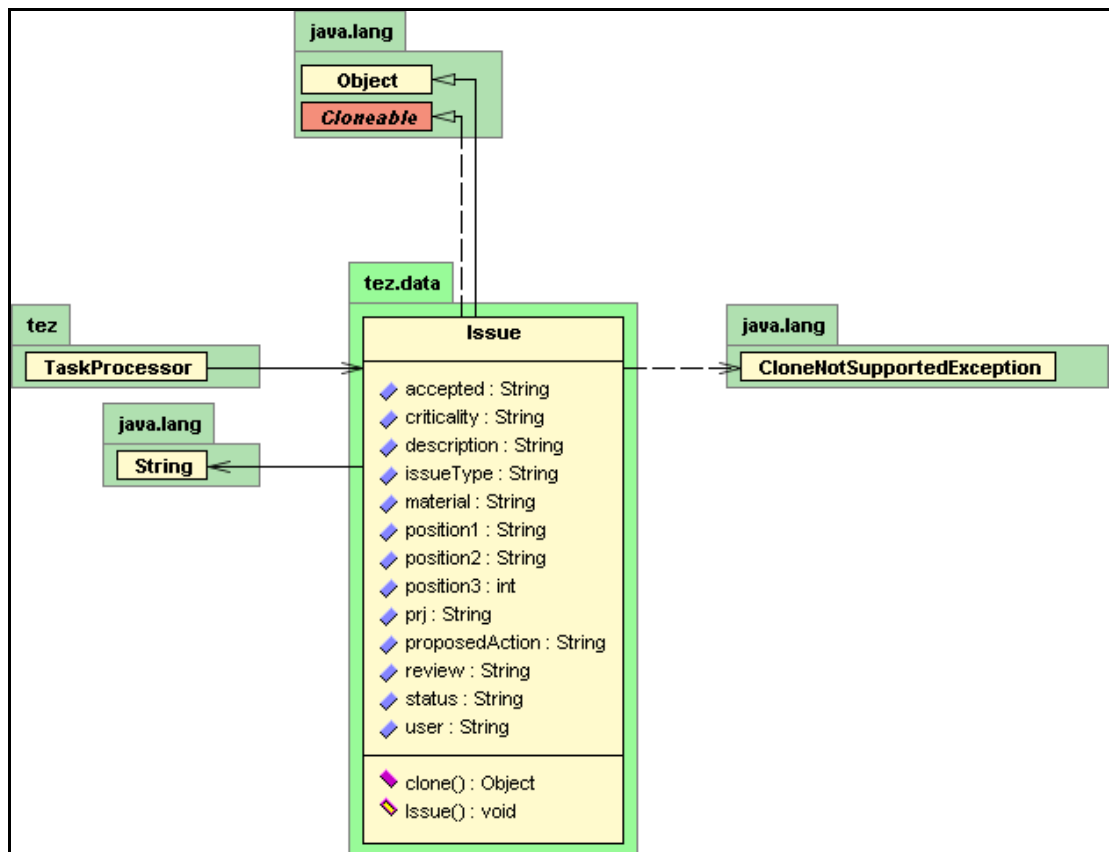 java.lang
Object
Cloneable
tez.data
tez
java.lang
Issue
TaskProcessor
CloneNotSupportedException
accepted : String
criticality : String
java.lang
description : String
String
issueType : String
material : String
position1 : String
position2 : String
position3 : int
prj : String
proposedAction : String
review : String
status : String
user : String
clone() : Object
Issue() : void